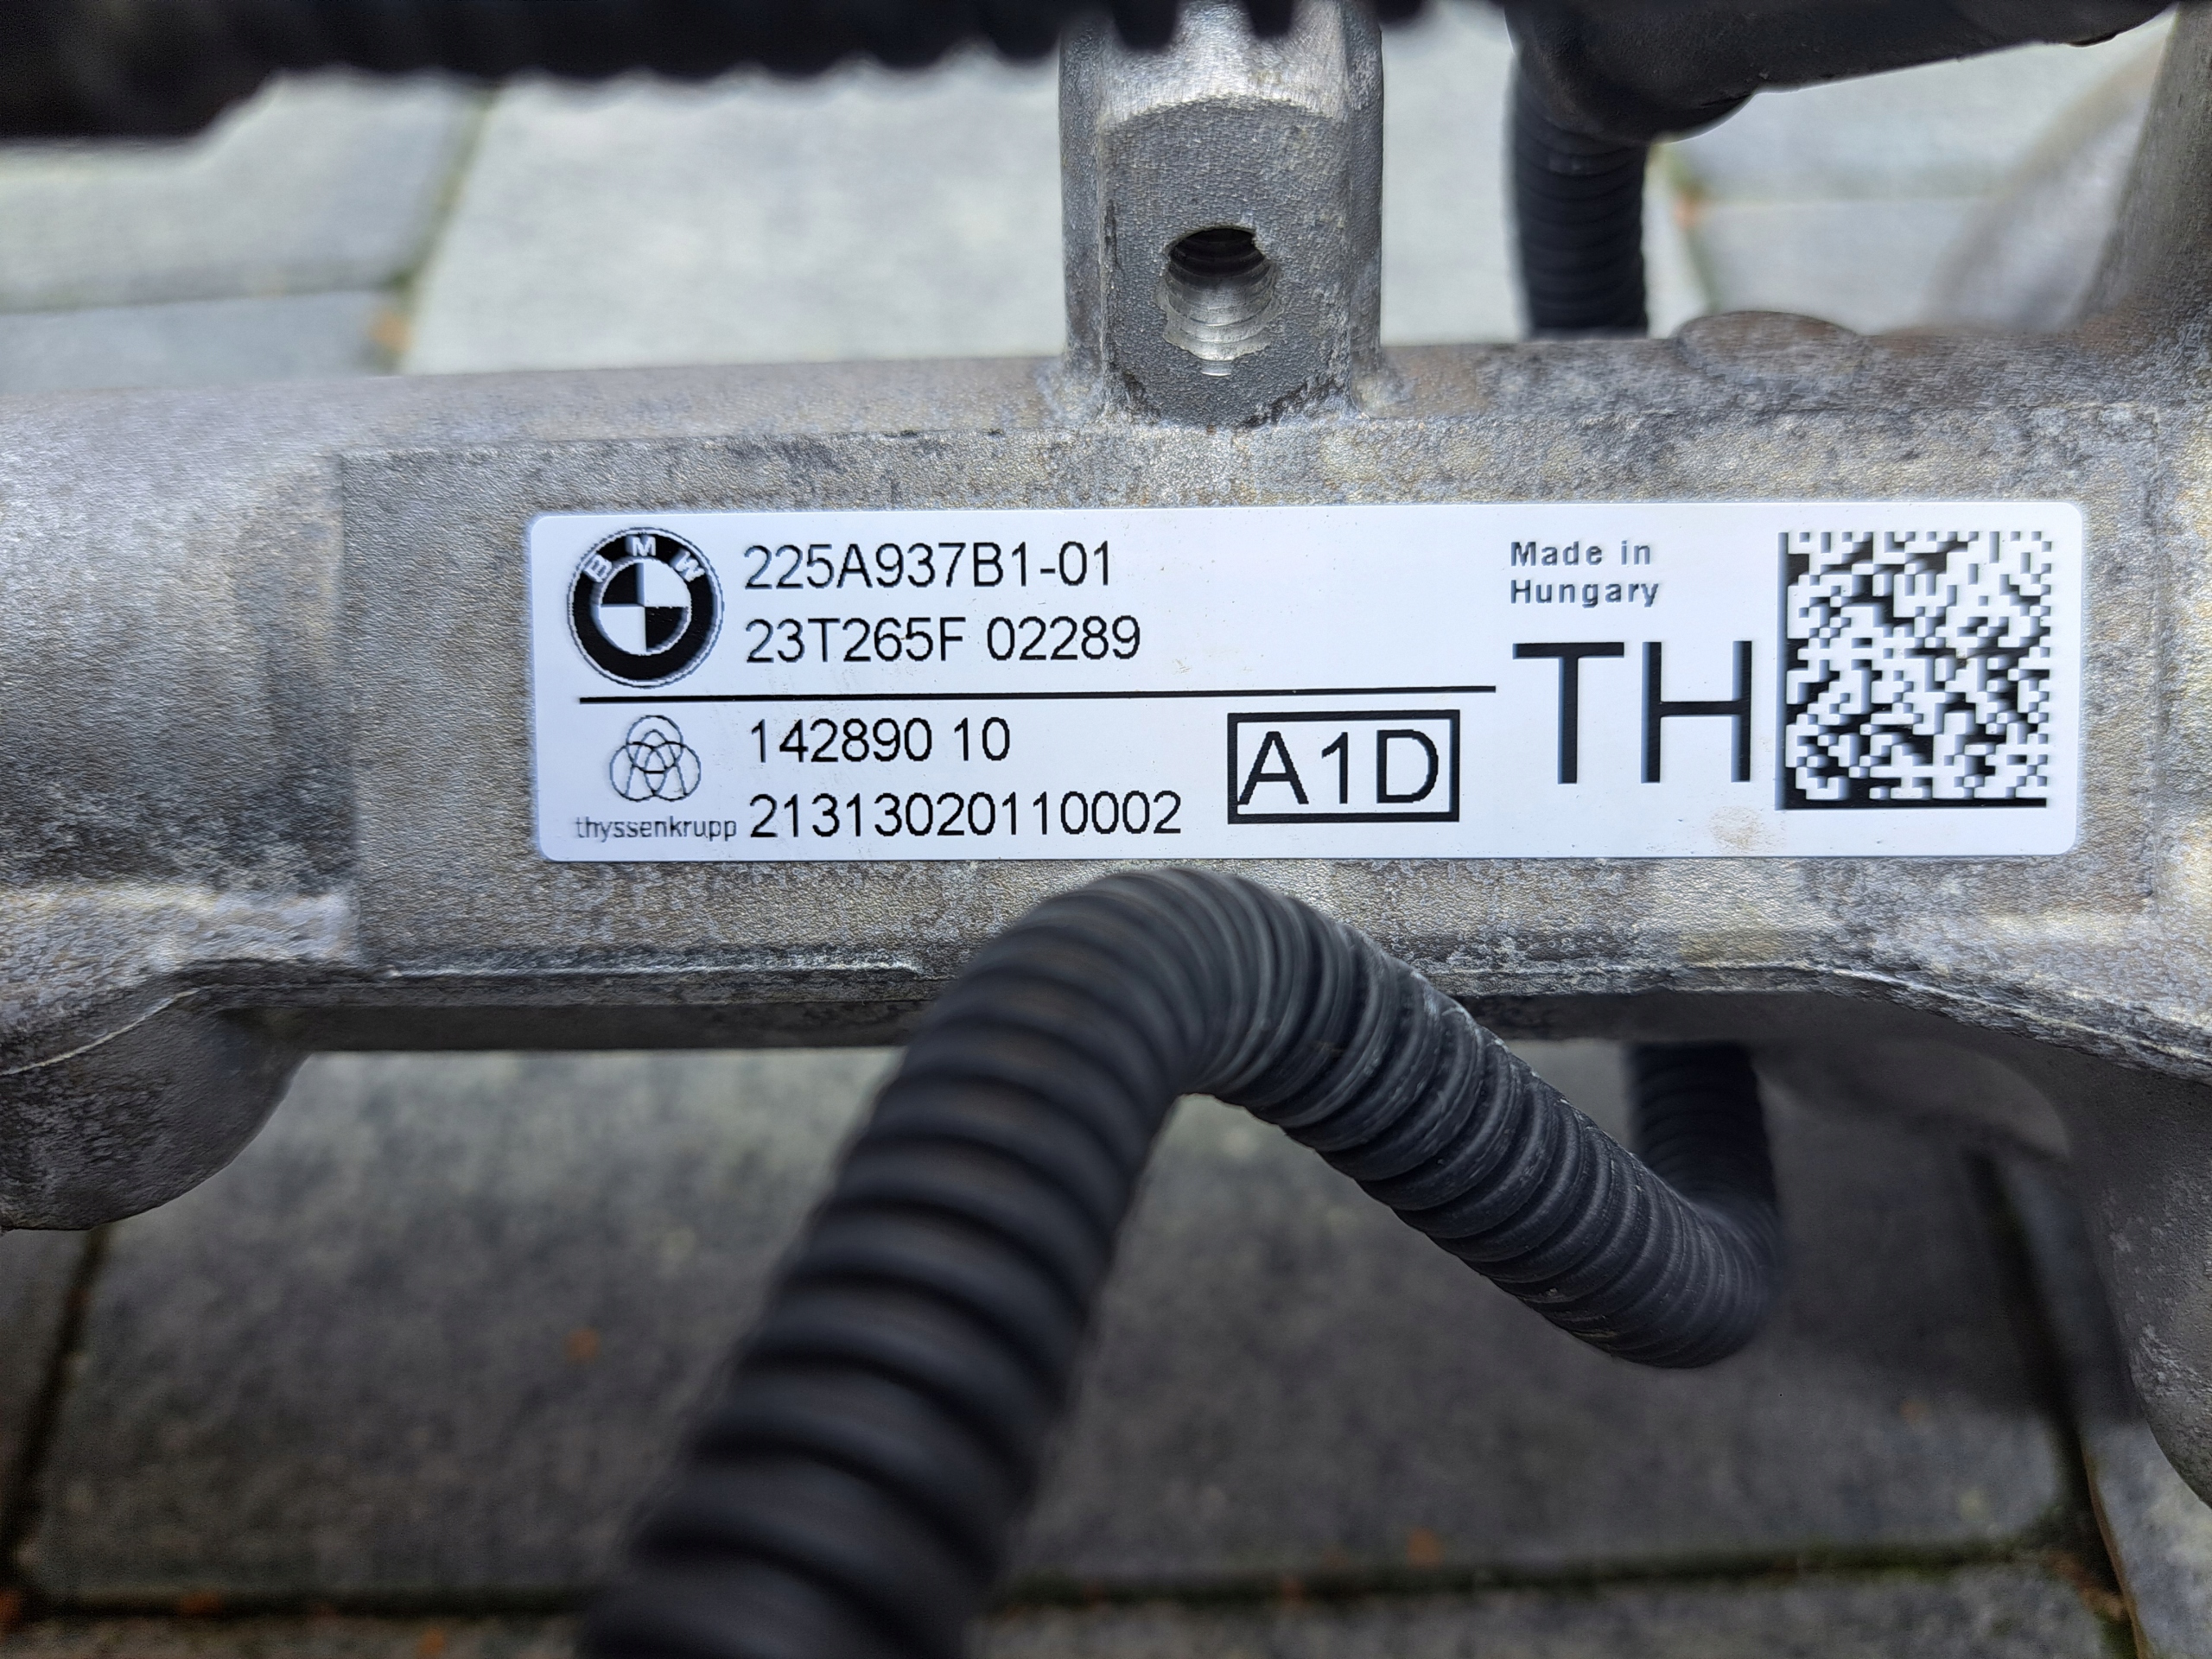 BMW
225A937B1-01
23T265F 02289
thyssenkrupp
142890 10
21313020110002
A1D
Made in
Hungary
TH